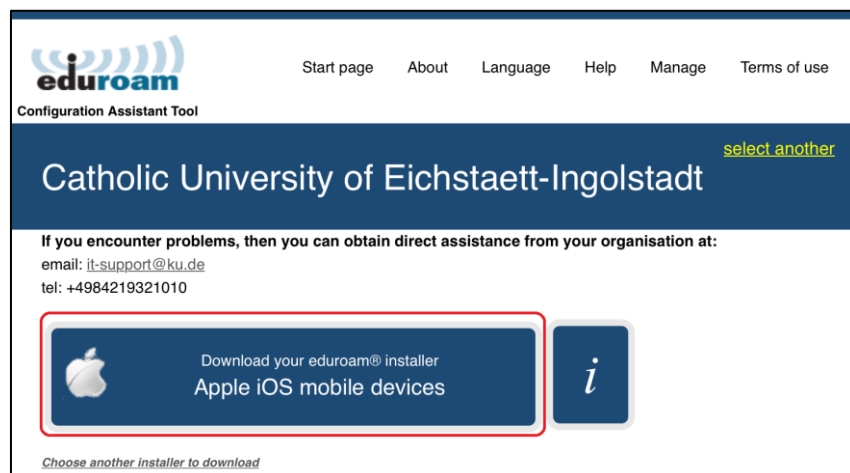 eduroam
Configuration Assistant Tool
Start page About Language Help Manage Terms of use
select another
Catholic University of Eichstaett-Ingolstadt
If you encounter problems, then you can obtain direct assistance from your organisation at:
email: it-support@ku.de
tel: +4984219321010
Download your eduroam® installer
Apple iOS mobile devices
i
Choose another installer to download